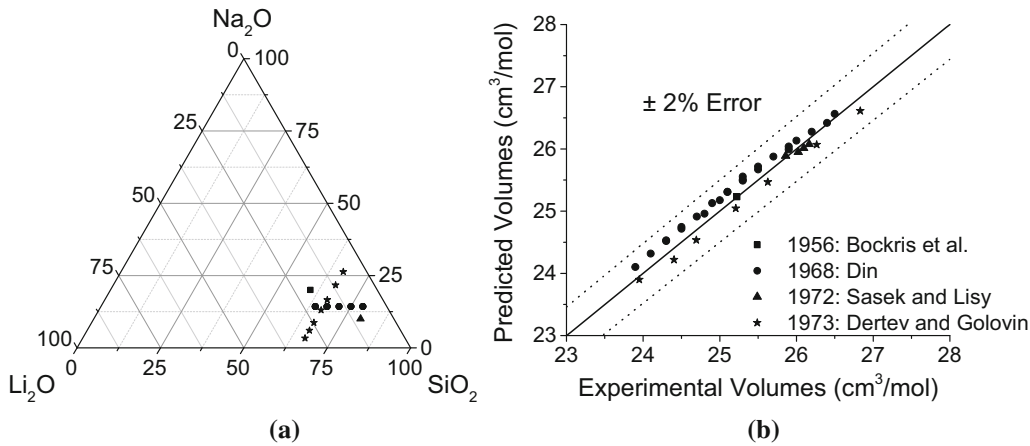 Na₂O
0
100
25
75
50
50
75
25
100
0
0
25
50
75
100
Li₂O
SiO₂
(a)
Predicted Volumes (cm³/mol)
28
27
26
25
24
23
± 2% Error
1956: Bockris et al.
1968: Din
1972: Sasek and Lisy
1973: Dertev and Golovin
23
24
25
26
27
28
Experimental Volumes (cm³/mol)
(b)